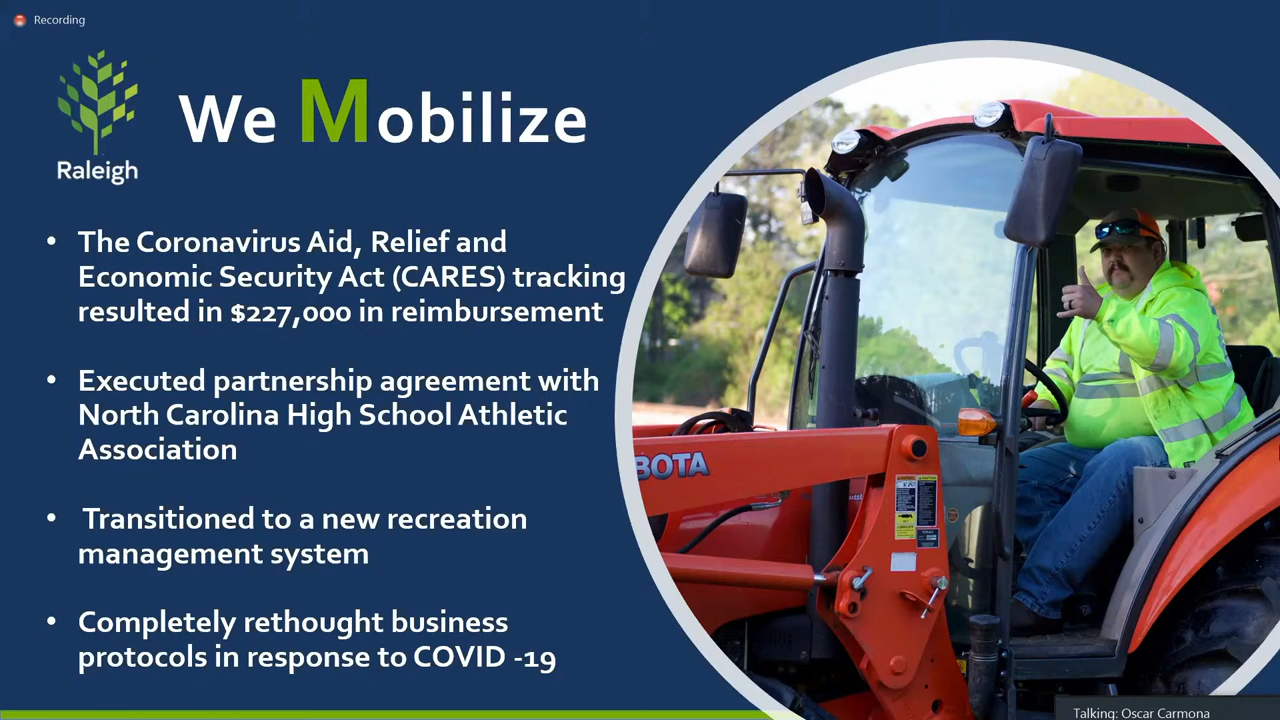 Recording
Raleigh
We Mobilize
• The Coronavirus Aid, Relief and
Economic Security Act (CARES) tracking
resulted in $227,000 in reimbursement
• Executed partnership agreement with
North Carolina High School Athletic
Association
• Transitioned to a new recreation
management system
• Completely rethought business
protocols in response to COVID -19
BOTA
Talking: Oscar Carmona